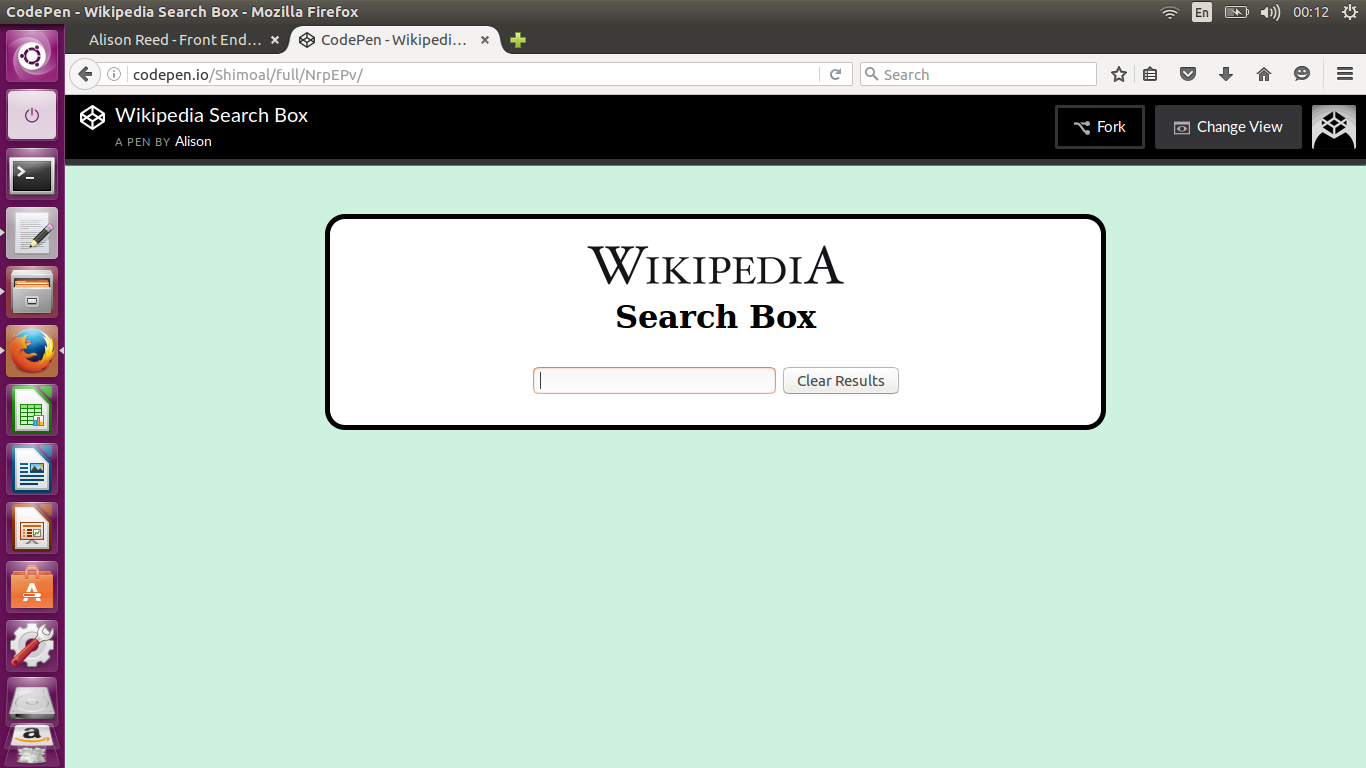 CodePen - Wikipedia Search Box - Mozilla Firefox
En
00:12
Alison Reed - Front End...
CodePen - Wikipedi...
codepen.io/Shimoal/full/NrpEPv/
Search
Wikipedia Search Box
A PEN BY Alison
Fork
Change View
WIKIPEDIA
Search Box
Clear Results